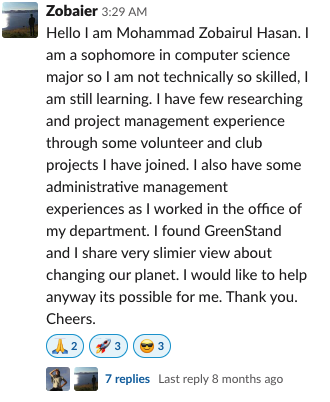 Zobaier 3:29 AM
Hello I am Mohammad Zobairul Hasan. I
am a sophomore in computer science
major so I am not technically so skilled, I
am still learning. I have few researching
and project management experience
through some volunteer and club
projects I have joined. I also have some
administrative management
experiences as I worked in the office of
my department. I found GreenStand
and I share very slimier view about
changing our planet. I would like to help
anyway its possible for me. Thank you.
Cheers.
🙏 2 🚀 3 😎 3
7 replies Last reply 8 months ago